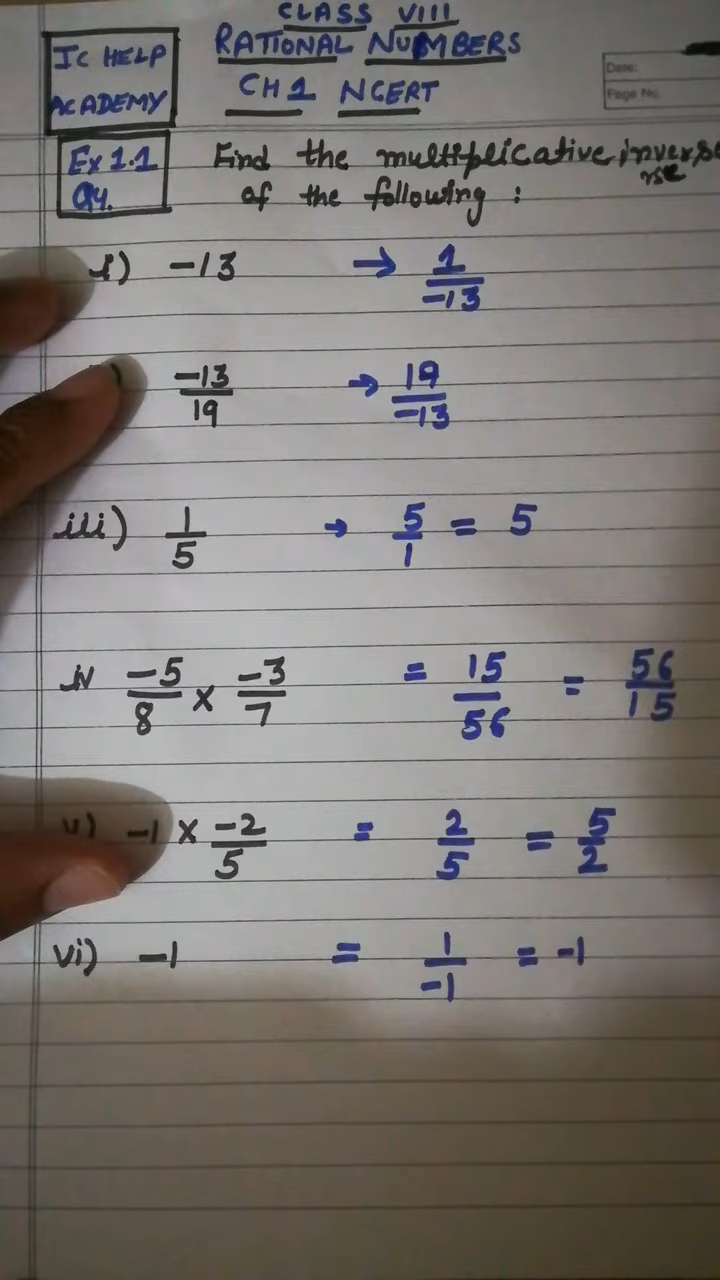 CLASS VIII
IC HELP ACADEMY
RATIONAL NUMBERS
CH 1 NCERT
Date:
Page No.
Ex 1.1
Q4.
Find the multiplicative inverse
rse
of the following :
i) -13 → 1/-13
-13/19 → 19/-13
iii) 1/5 → 5/1 = 5
iv -5/8 × -3/7 = 15/56 = 56/15
v) -1 × -2/5 = 2/5 = 5/2
vi) -1 = 1/-1 = -1